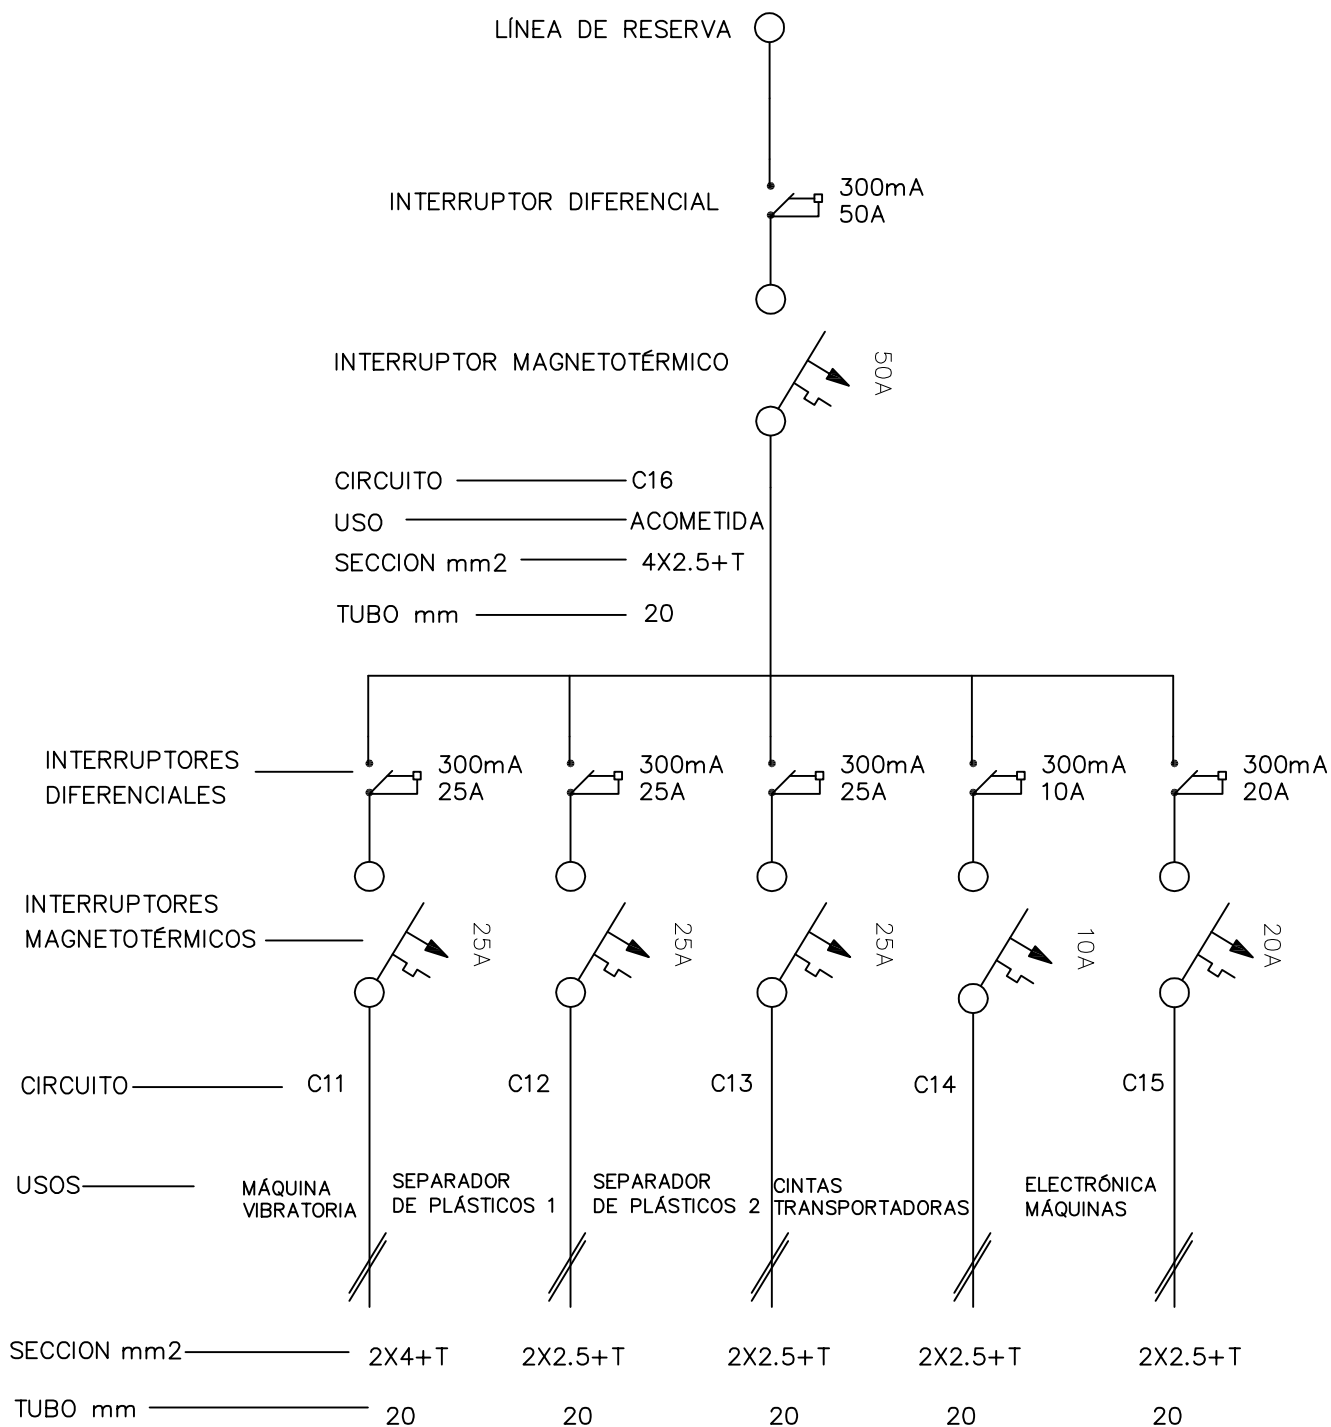 LÍNEA DE RESERVA
INTERRUPTOR DIFERENCIAL
300mA
50A
INTERRUPTOR MAGNETOTÉRMICO
50A
CIRCUITO C16
USO ACOMETIDA
SECCION mm2 4X2.5+T
TUBO mm 20
INTERRUPTORES
DIFERENCIALES
300mA
25A
300mA
25A
300mA
25A
300mA
10A
300mA
20A
INTERRUPTORES
MAGNETOTÉRMICOS
25A
25A
25A
10A
20A
CIRCUITO C11 C12 C13 C14 C15
USOS
MÁQUINA
VIBRATORIA
SEPARADOR
DE PLÁSTICOS 1
SEPARADOR
DE PLÁSTICOS 2
CINTAS
TRANSPORTADORAS
ELECTRÓNICA
MÁQUINAS
SECCION mm2 2X4+T 2X2.5+T 2X2.5+T 2X2.5+T 2X2.5+T
TUBO mm 20 20 20 20 20